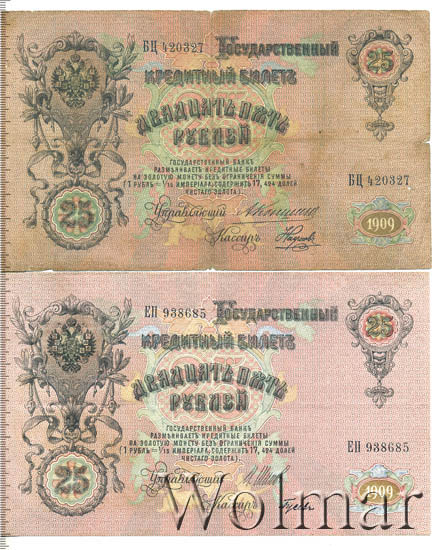 БЦ 420327 Государственный 25
Кредитный билетъ
Двадцать пять
рублей
Государственный банкъ
размѣниваетъ кредитные билеты
на золотую монету безъ ограниченія суммы
(1 рубль = 1/15 имперіала, содержитъ 17,424 долей
чистаго золота).
БЦ 420327
25
Управляющій
1909
Кассиръ
ЕП 938685 Государственный 25
Кредитный билетъ
Двадцать пять
рублей
Государственный банкъ
размѣниваетъ кредитные билеты
на золотую монету безъ ограниченія суммы
(1 рубль = 1/15 имперіала, содержитъ 17,424 долей
чистаго золота).
ЕП 938685
25
Управляющій
1909
Wolmar